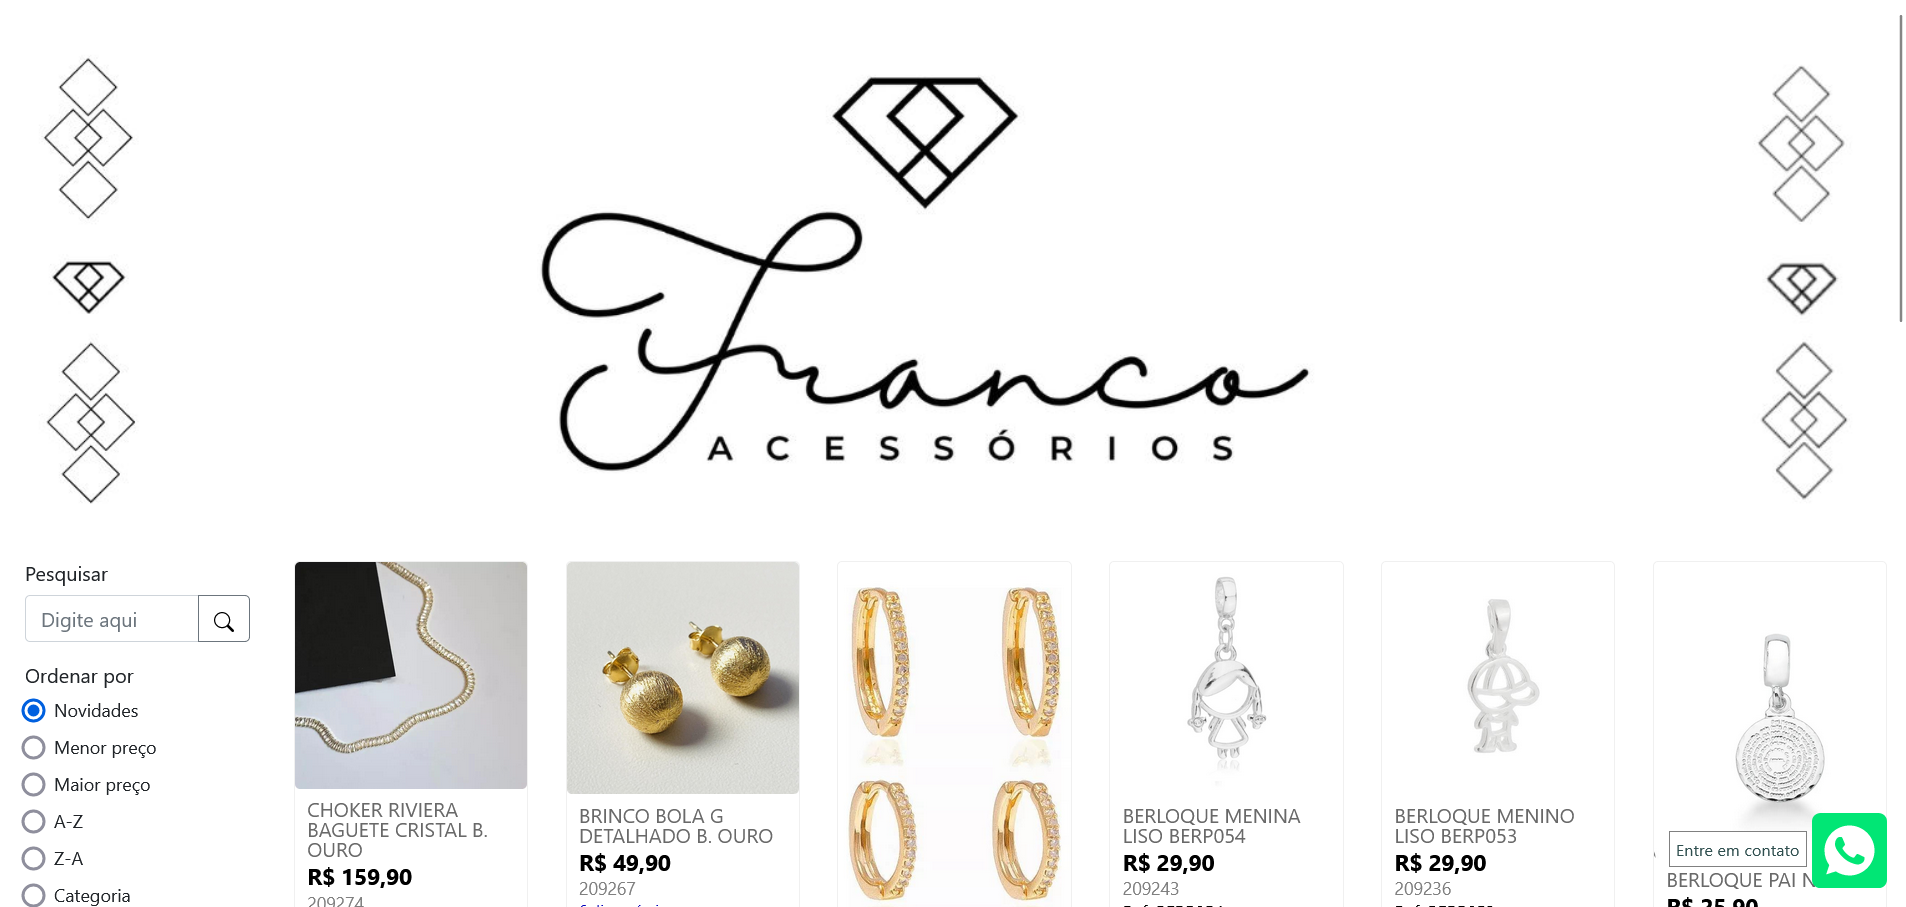 Franco
ACESSÓRIOS
Pesquisar
Digite aqui
Ordenar por
Novidades
Menor preço
Maior preço
A-Z
Z-A
Categoria
CHOKER RIVIERA
BAGUETE CRISTAL B.
OURO
R$ 159,90
209274
BRINCO BOLA G
DETALHADO B. OURO
R$ 49,90
209267
BERLOQUE MENINA
LISO BERP054
R$ 29,90
209243
BERLOQUE MENINO
LISO BERP053
R$ 29,90
209236
Entre em contato
BERLOQUE PAI N
R$ 25,90